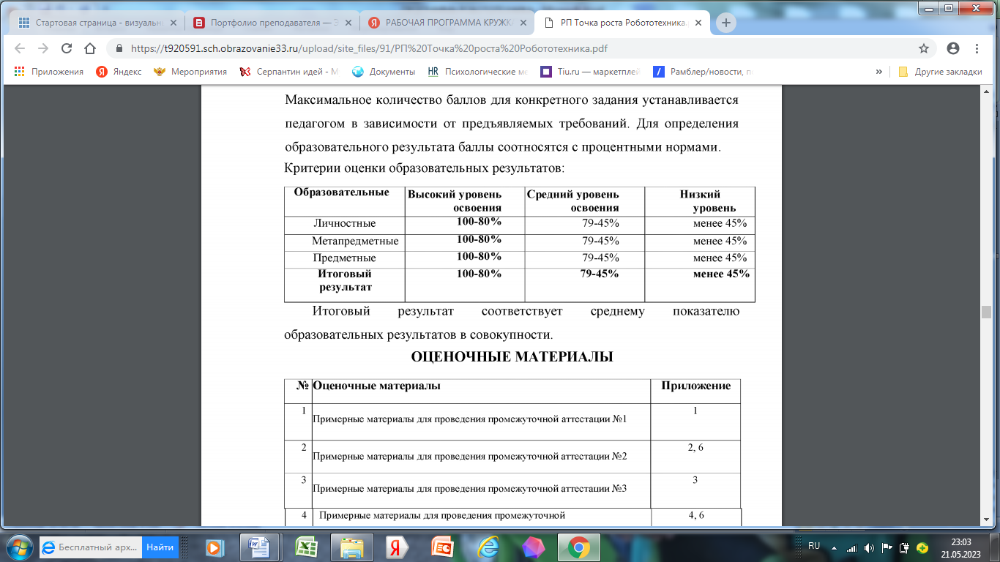 Стартовая страница - визуальн
Портфолио преподавателя — Э
РАБОЧАЯ ПРОГРАММА КРУЖК
РП Точка роста Робототехника.
https://t920591.sch.obrazovanie33.ru/upload/site_files/91/РП%20Точка%20роста%20Робототехника.pdf
Приложения Яндекс Мероприятия Серпантин идей - М Документы HR Психологические ме Tiu.ru — маркетплей Рамблер/новости, п » Другие закладки
Максимальное количество баллов для конкретного задания устанавливается
педагогом в зависимости от предъявляемых требований. Для определения
образовательного результата баллы соотносятся с процентными нормами.
Критерии оценки образовательных результатов:
Образовательные Высокий уровень освоения Средний уровень освоения Низкий уровень
Личностные 100-80% 79-45% менее 45%
Метапредметные 100-80% 79-45% менее 45%
Предметные 100-80% 79-45% менее 45%
Итоговый результат 100-80% 79-45% менее 45%
Итоговый результат соответствует среднему показателю
образовательных результатов в совокупности.
ОЦЕНОЧНЫЕ МАТЕРИАЛЫ
№ Оценочные материалы Приложение
1 Примерные материалы для проведения промежуточной аттестации №1 1
2 Примерные материалы для проведения промежуточной аттестации №2 2, 6
3 Примерные материалы для проведения промежуточной аттестации №3 3
4 Примерные материалы для проведения промежуточной 4, 6
Бесплатный арх... Найти
RU
23:03
21.05.2023